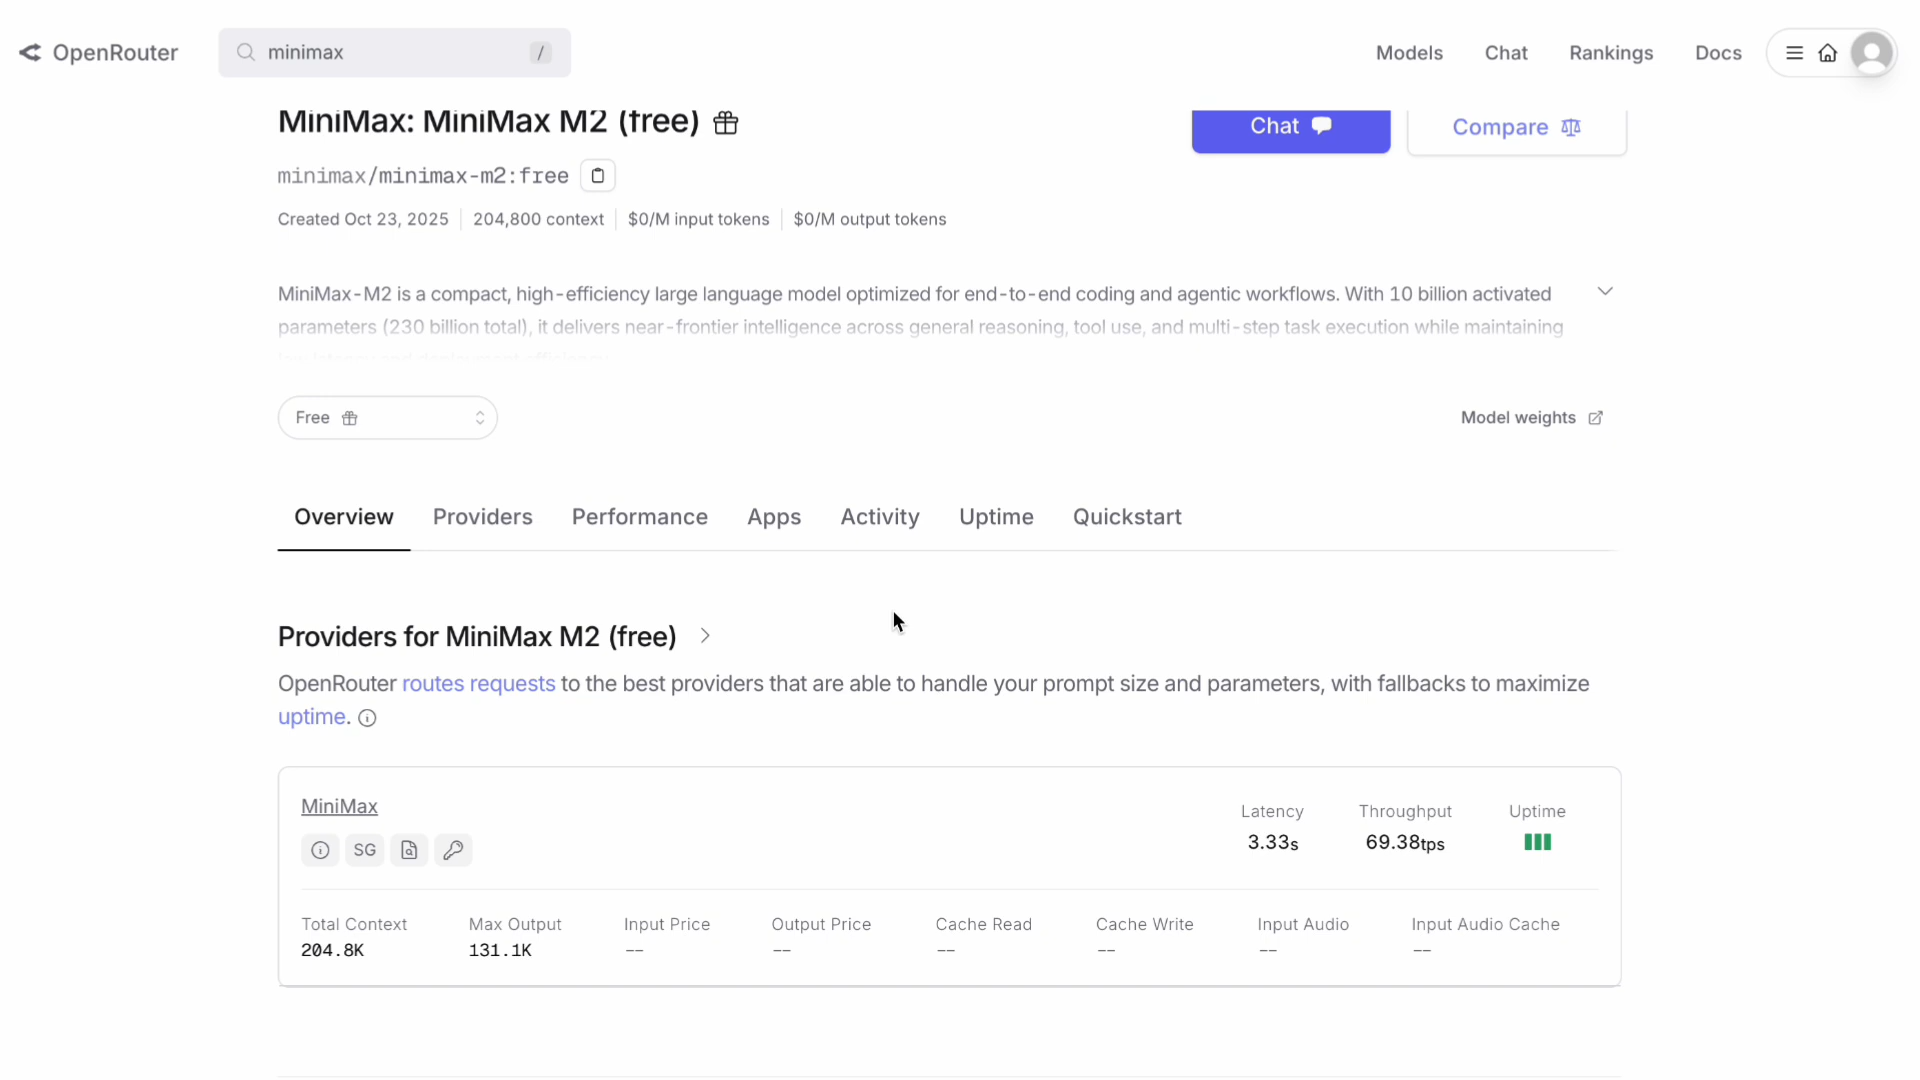 OpenRouter
minimax
/
Models
Chat
Rankings
Docs
MiniMax: MiniMax M2 (free)
Chat
Compare
minimax/minimax-m2:free
Created Oct 23, 2025
204,800 context
$0/M input tokens
$0/M output tokens
MiniMax-M2 is a compact, high-efficiency large language model optimized for end-to-end coding and agentic workflows. With 10 billion activated
parameters (230 billion total), it delivers near-frontier intelligence across general reasoning, tool use, and multi-step task execution while maintaining
low latency and deployment efficiency.
Free
Model weights
Overview
Providers
Performance
Apps
Activity
Uptime
Quickstart
Providers for MiniMax M2 (free)
OpenRouter routes requests to the best providers that are able to handle your prompt size and parameters, with fallbacks to maximize
uptime.
MiniMax
Latency
Throughput
Uptime
3.33s
69.38tps
SG
Total Context
Max Output
Input Price
Output Price
Cache Read
Cache Write
Input Audio
Input Audio Cache
204.8K
131.1K
--
--
--
--
--
--